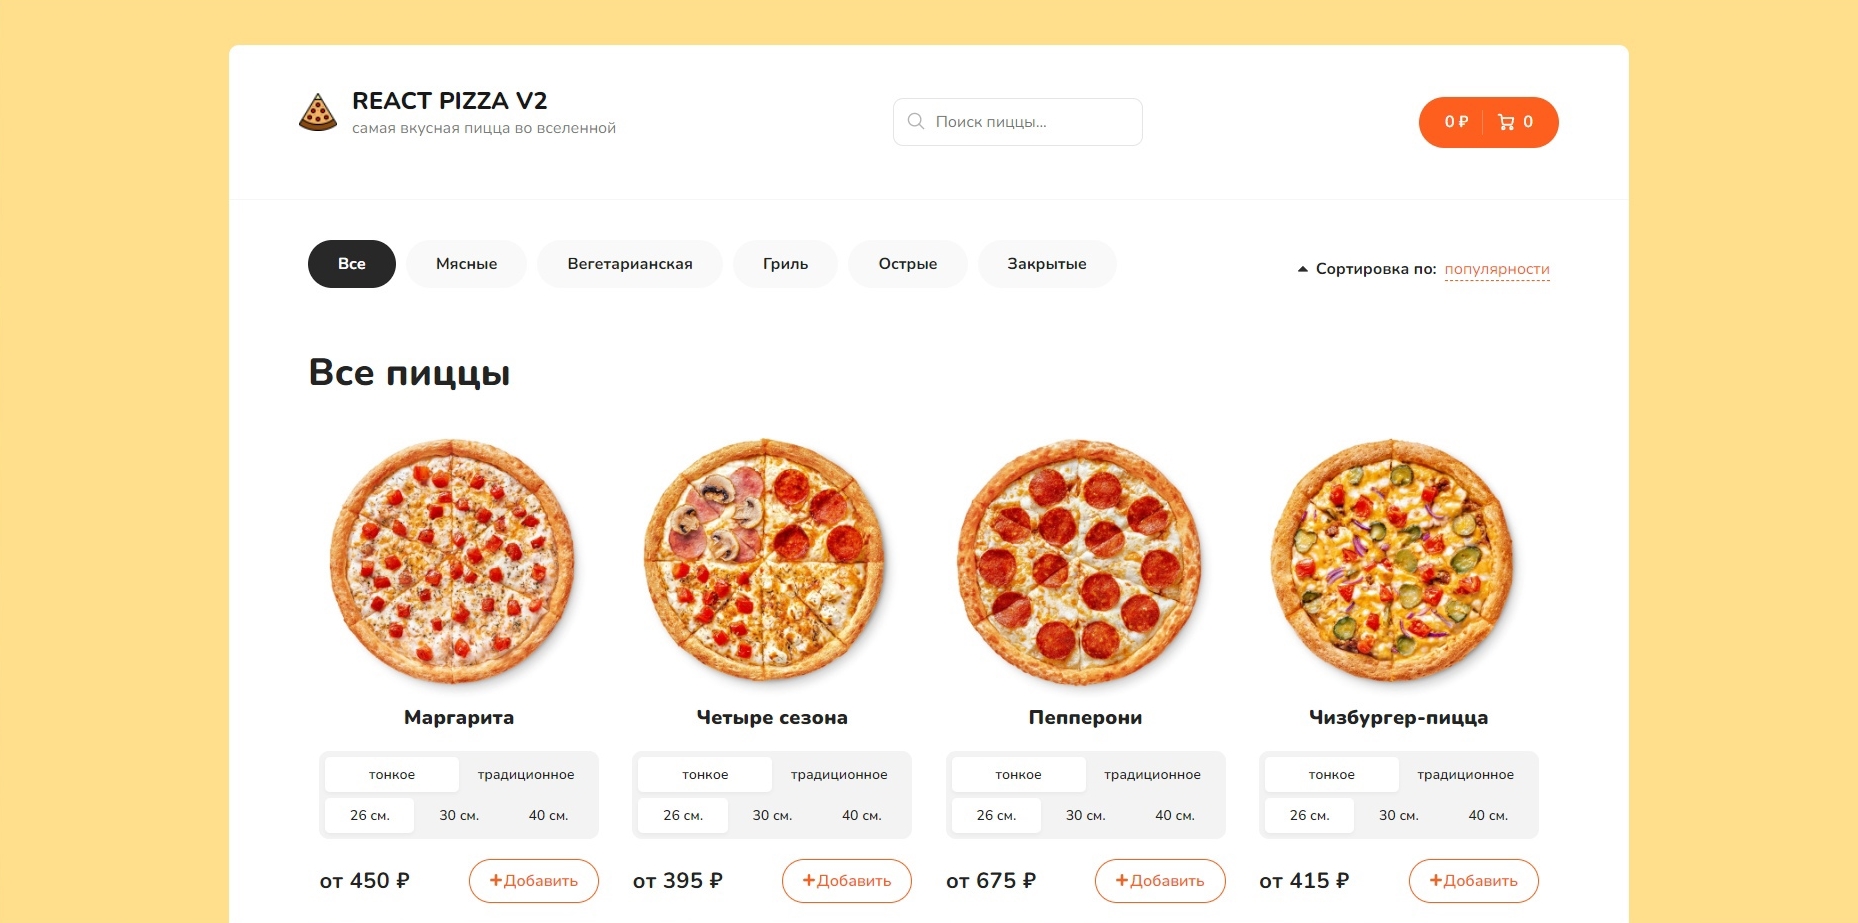 REACT PIZZA V2
самая вкусная пицца во вселенной
Поиск пиццы...
0 ₽ 0
Все Мясные Вегетарианская Гриль Острые Закрытые
Сортировка по: популярности
Все пиццы
Маргарита Четыре сезона Пепперони Чизбургер-пицца
тонкое традиционное тонкое традиционное тонкое традиционное тонкое традиционное
26 см. 30 см. 40 см. 26 см. 30 см. 40 см. 26 см. 30 см. 40 см. 26 см. 30 см. 40 см.
от 450 ₽ +Добавить от 395 ₽ +Добавить от 675 ₽ +Добавить от 415 ₽ +Добавить